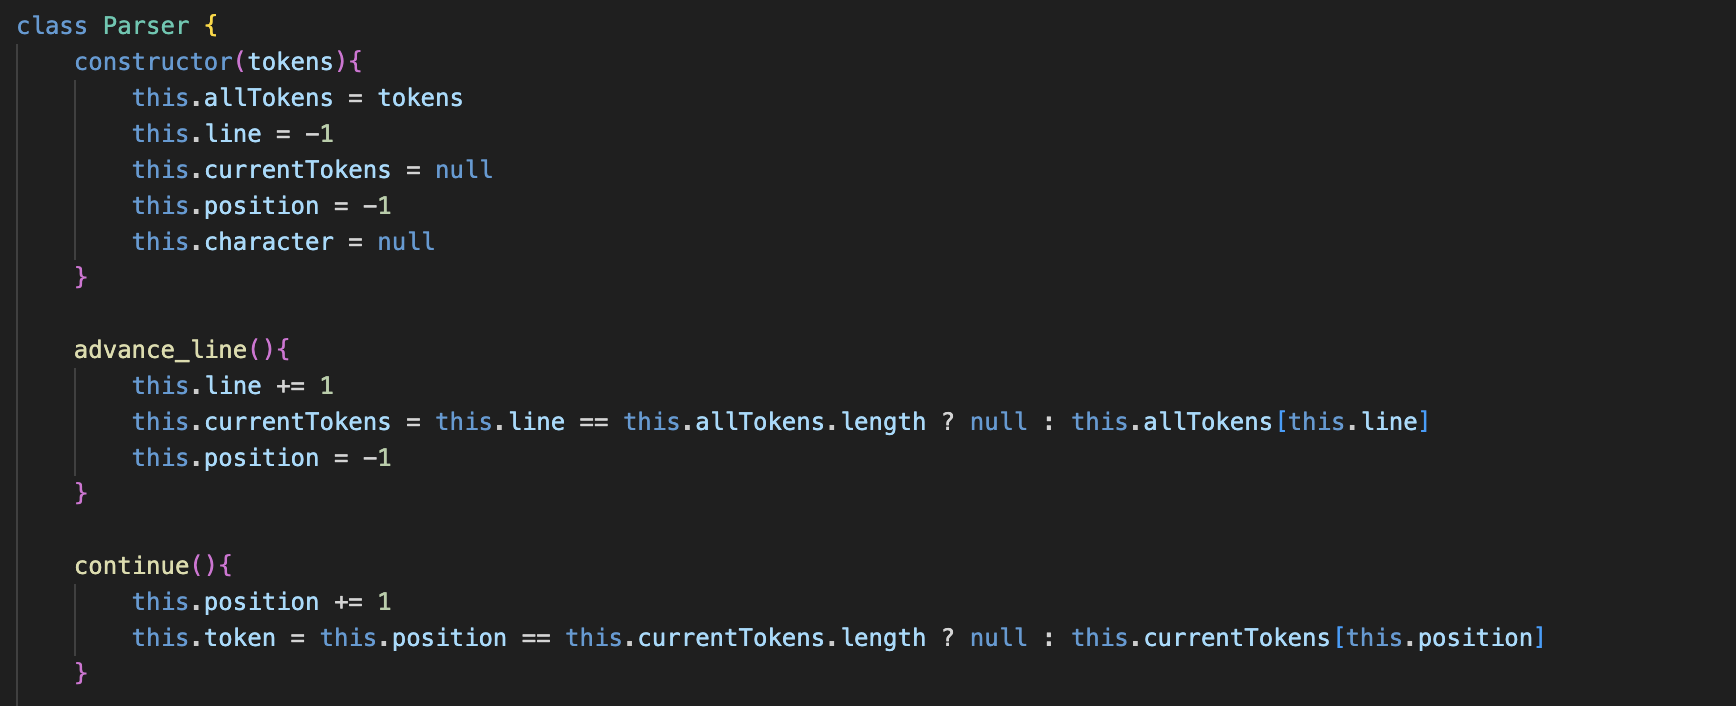 class Parser {
    constructor(tokens){
        this.allTokens = tokens
        this.line = -1
        this.currentTokens = null
        this.position = -1
        this.character = null
    }

    advance_line(){
        this.line += 1
        this.currentTokens = this.line == this.allTokens.length ? null : this.allTokens[this.line]
        this.position = -1
    }

    continue(){
        this.position += 1
        this.token = this.position == this.currentTokens.length ? null : this.currentTokens[this.position]
    }